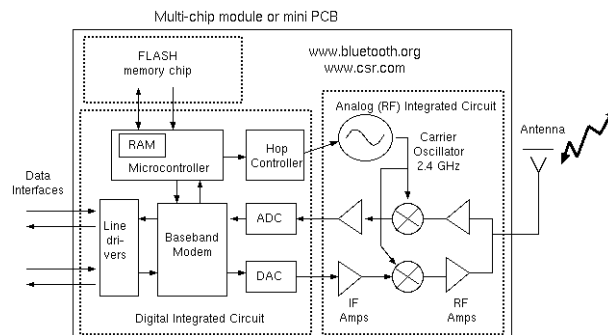 Multi-chip module or mini PCB
FLASH
memory chip
www.bluetooth.org
www.csr.com
Analog (RF) Integrated Circuit
RAM
Microcontroller
Hop
Controller
Carrier
Oscillator
2.4 GHz
Antenna
Data
Interfaces
Line
dri-
vers
Baseband
Modem
ADC
DAC
IF
Amps
RF
Amps
Digital Integrated Circuit